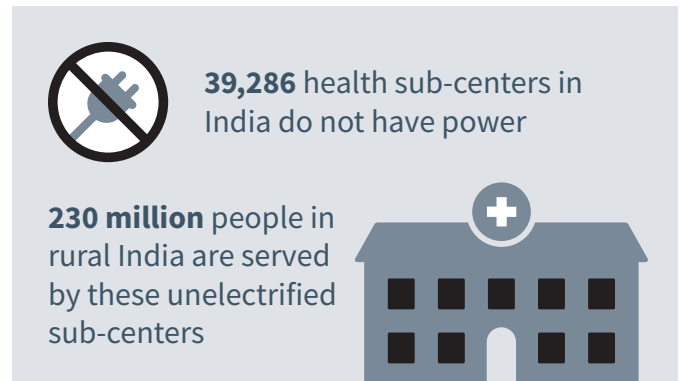 39,286 health sub-centers in
India do not have power
230 million people in
rural India are served
by these unelectrified
sub-centers